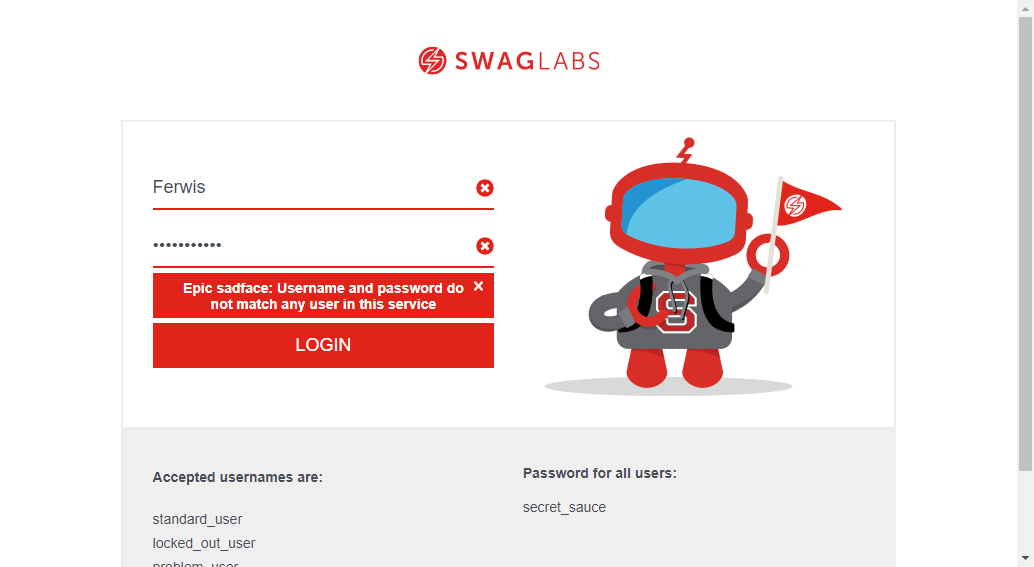 SWAGLABS
Ferwis
•••••••••••
Epic sadface: Username and password do
not match any user in this service
LOGIN
S
Accepted usernames are:
standard_user
locked_out_user
problem_user
Password for all users:
secret_sauce